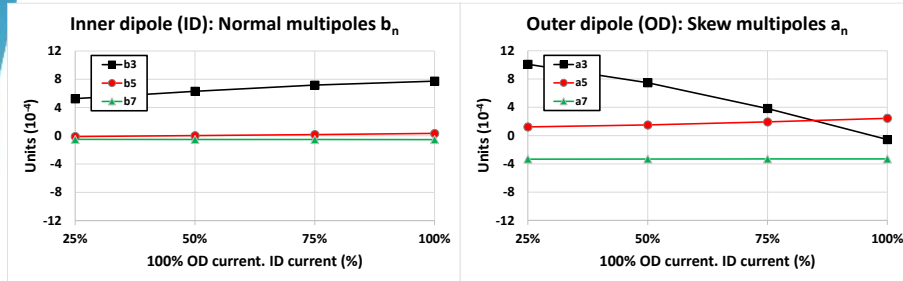 Inner dipole (ID): Normal multipoles bn
12
8
4
0
-4
-8
-12
Units (10-4)
b3
b5
b7
25%
50%
75%
100%
100% OD current. ID current (%)
Outer dipole (OD): Skew multipoles an
12
8
4
0
-4
-8
-12
Units (10-4)
a3
a5
a7
25%
50%
75%
100%
100% OD current. ID current (%)